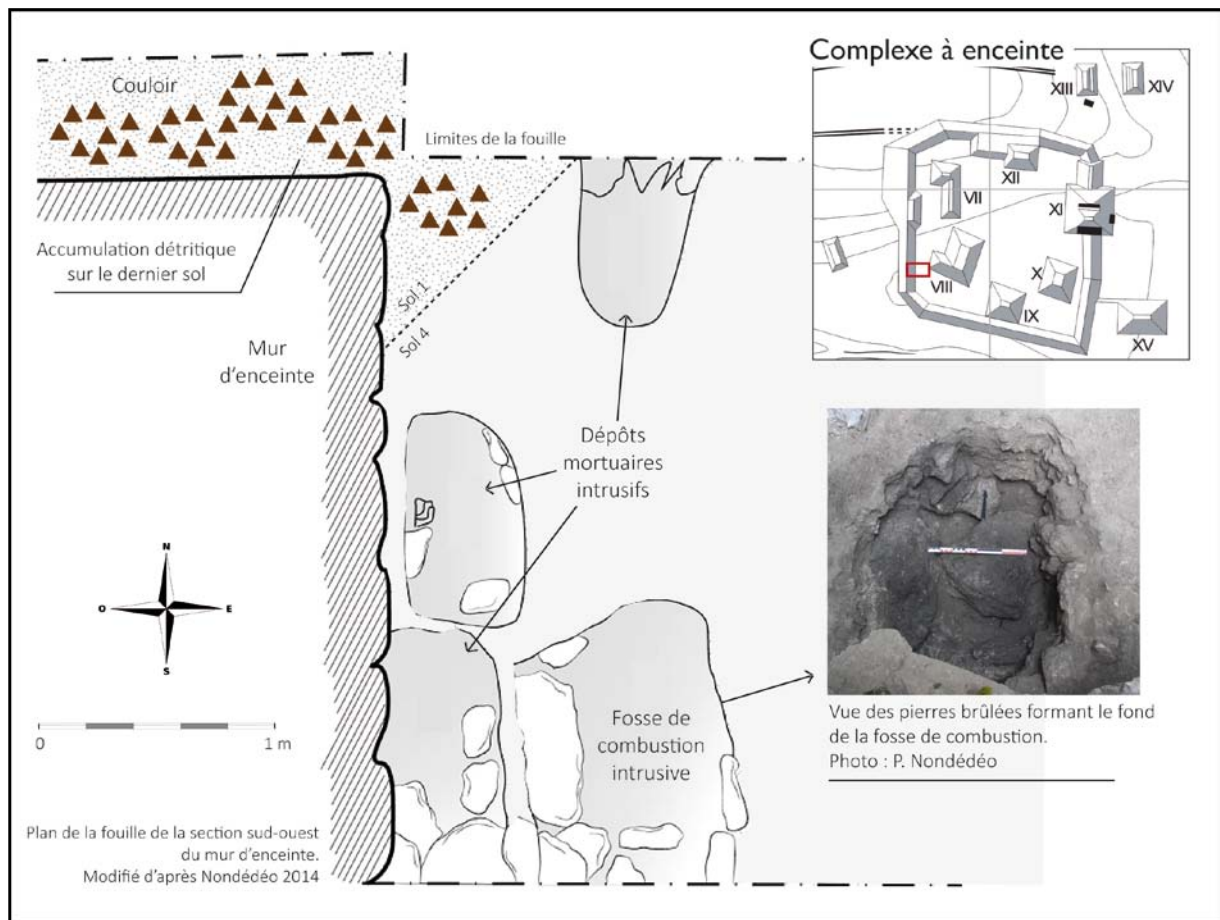 Couloir
Limites de la fouille
Accumulation détritique
sur le dernier sol
Sol 1
Sol 4
Mur
d'enceinte
Dépôts
mortuaires
intrusifs
Fosse de
combustion
intrusive
N
O
E
S
0
1 m
Plan de la fouille de la section sud-ouest
du mur d'enceinte.
Modifié d'après Nondédéo 2014
Complexe à enceinte
XIII
XIV
XII
VII
XI
VIII
X
IX
XV
Vue des pierres brûlées formant le fond
de la fosse de combustion.
Photo : P. Nondédéo